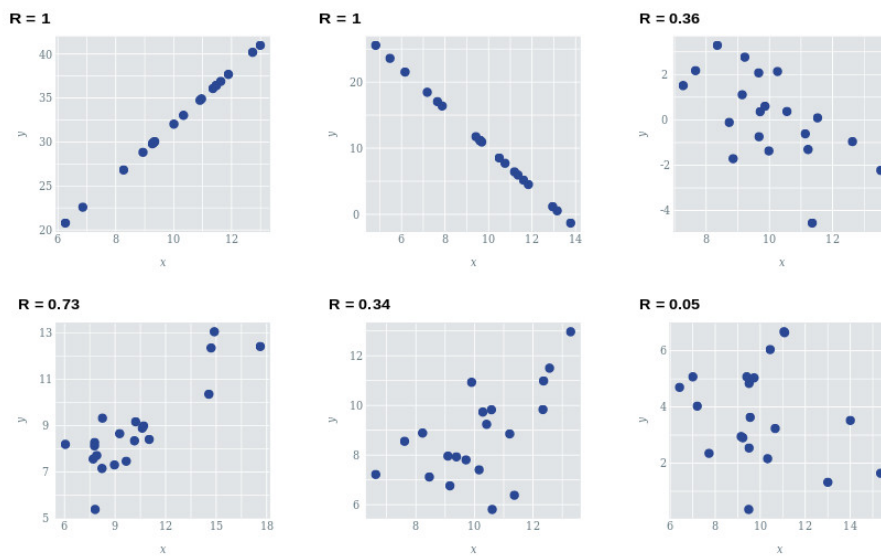 R = 1
40
35
30
25
20
6 8 10 12
y
x
R = 1
20
10
0
6 8 10 12 14
y
x
R = 0.36
2
0
-2
-4
8 10 12
y
x
R = 0.73
13
11
9
7
5
6 9 12 15 18
y
x
R = 0.34
12
10
8
6
8 10 12
y
x
R = 0.05
6
4
2
6 8 10 12 14
y
x